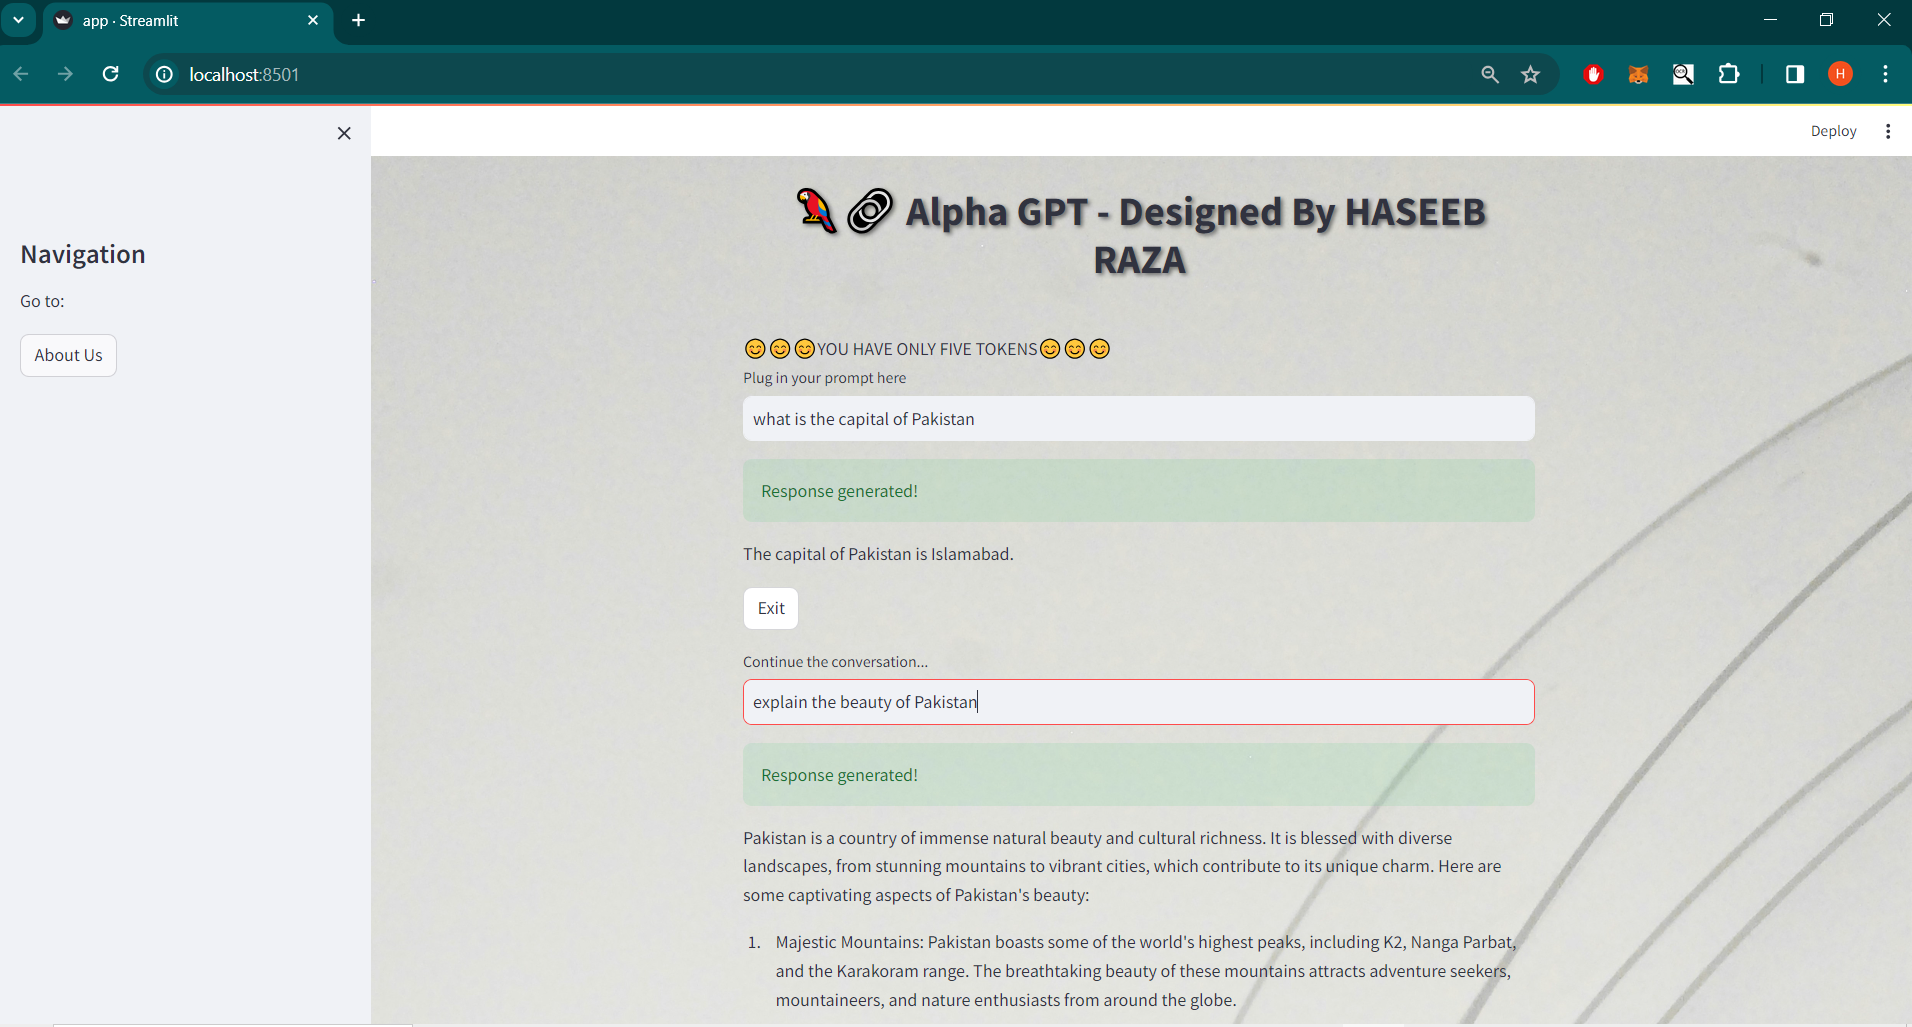 app · Streamlit
localhost:8501
H
Deploy
Navigation
Go to:
About Us
Alpha GPT - Designed By HASEEB
RAZA
YOU HAVE ONLY FIVE TOKENS
Plug in your prompt here
what is the capital of Pakistan
Response generated!
The capital of Pakistan is Islamabad.
Exit
Continue the conversation...
explain the beauty of Pakistan
Response generated!
Pakistan is a country of immense natural beauty and cultural richness. It is blessed with diverse
landscapes, from stunning mountains to vibrant cities, which contribute to its unique charm. Here are
some captivating aspects of Pakistan's beauty:
1. Majestic Mountains: Pakistan boasts some of the world's highest peaks, including K2, Nanga Parbat,
and the Karakoram range. The breathtaking beauty of these mountains attracts adventure seekers,
mountaineers, and nature enthusiasts from around the globe.